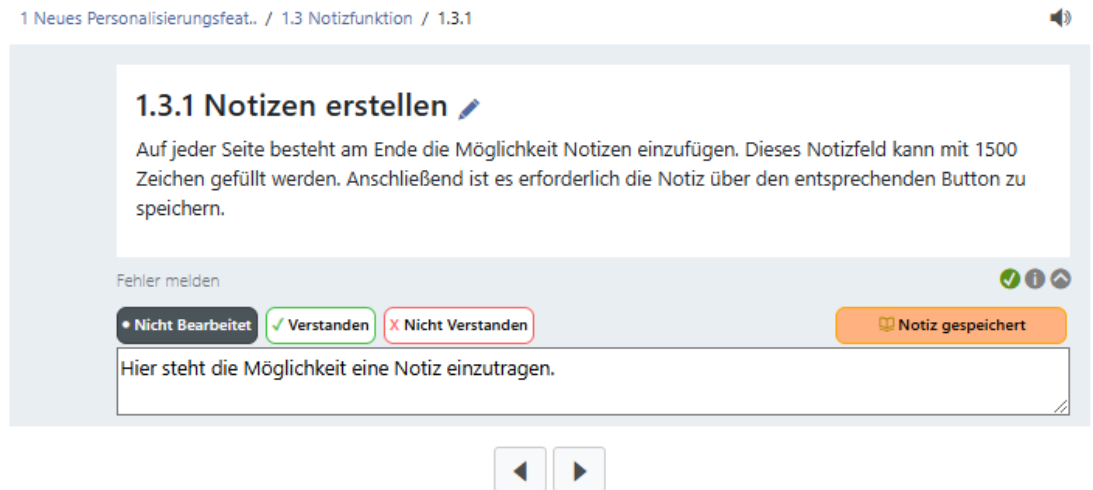 1 Neues Personalisierungsfeat.. / 1.3 Notizfunktion / 1.3.1
1.3.1 Notizen erstellen
Auf jeder Seite besteht am Ende die Möglichkeit Notizen einzufügen. Dieses Notizfeld kann mit 1500
Zeichen gefüllt werden. Anschließend ist es erforderlich die Notiz über den entsprechenden Button zu
speichern.
Fehler melden
Nicht Bearbeitet ✓ Verstanden X Nicht Verstanden Notiz gespeichert
Hier steht die Möglichkeit eine Notiz einzutragen.